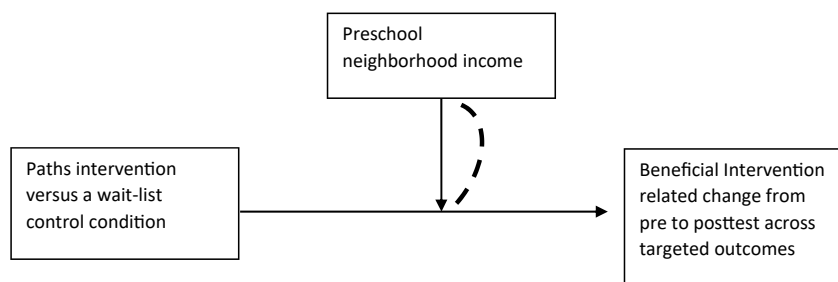 Preschool
neighborhood income
Paths intervention
versus a wait-list
control condition
Beneficial Intervention
related change from
pre to posttest across
targeted outcomes